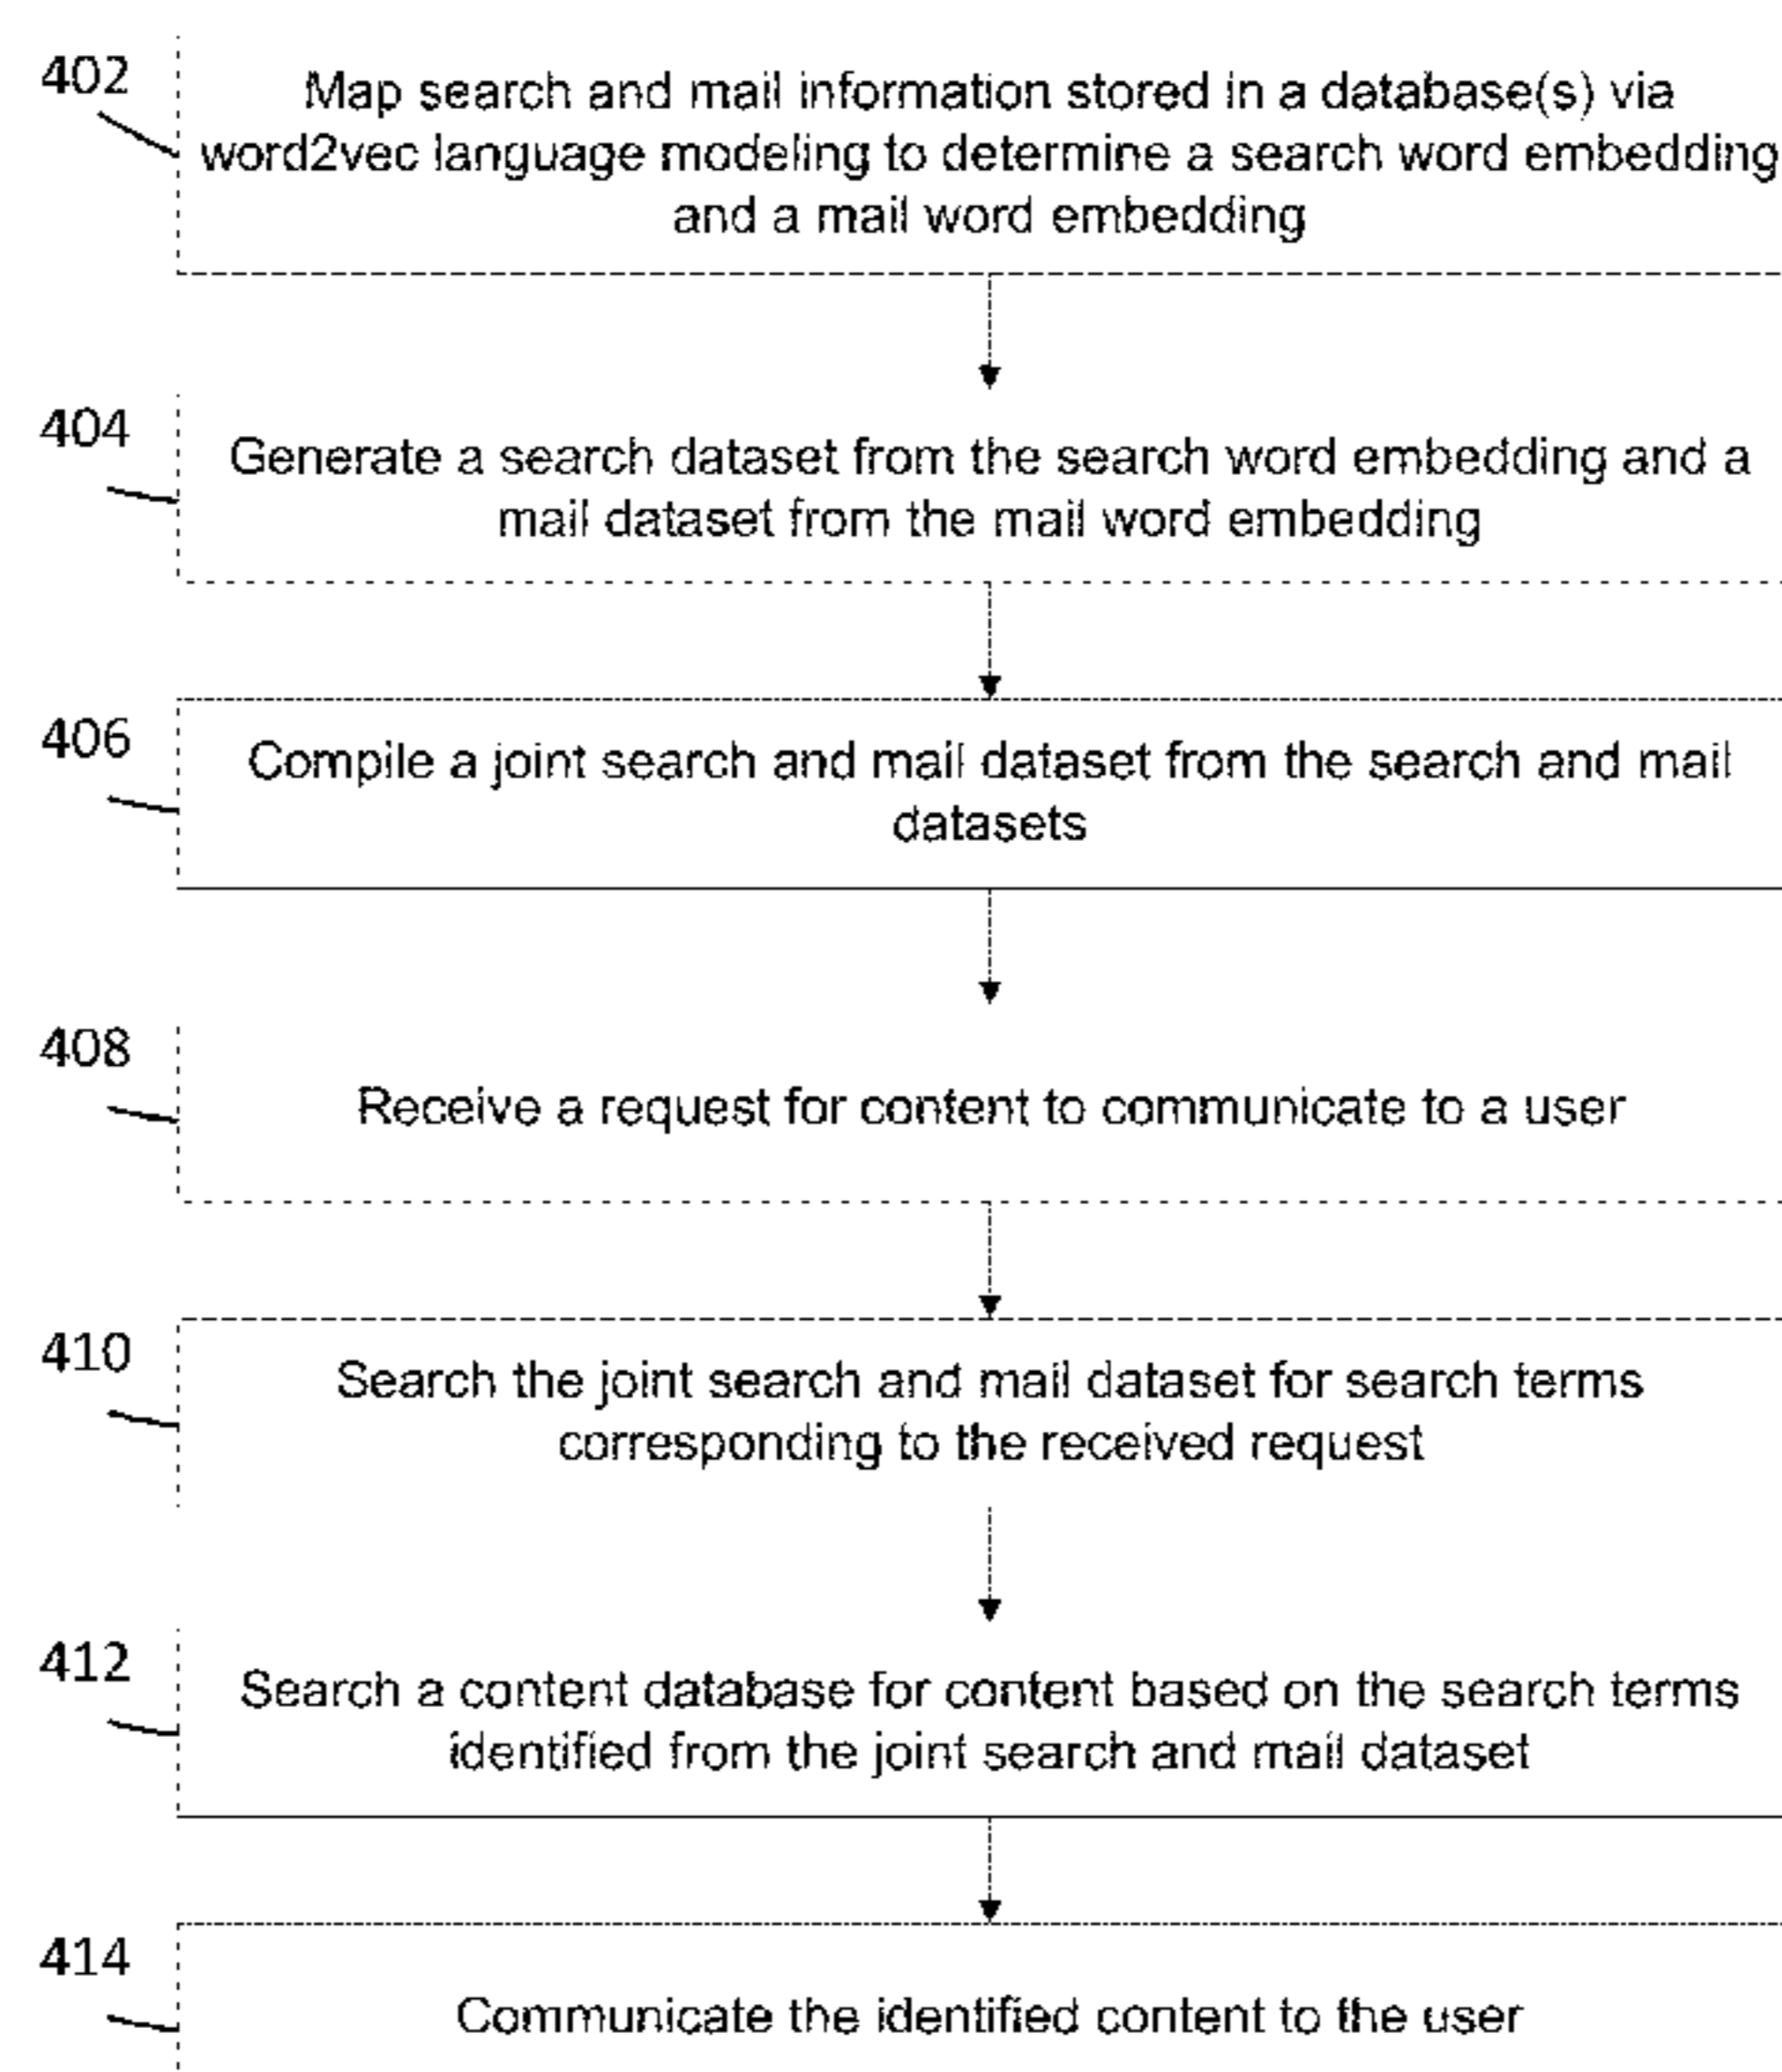 402
Map search and mail information stored in a database(s) via
word2vec language modeling to determine a search word embedding
and a mail word embedding
404
Generate a search dataset from the search word embedding and a
mail dataset from the mail word embedding
406
Compile a joint search and mail dataset from the search and mail
datasets
408
Receive a request for content to communicate to a user
410
Search the joint search and mail dataset for search terms
corresponding to the received request
412
Search a content database for content based on the search terms
identified from the joint search and mail dataset
414
Communicate the identified content to the user